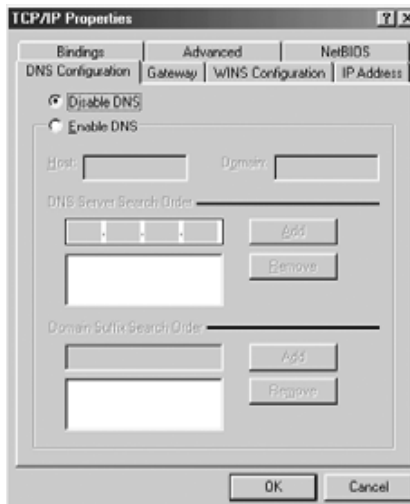 TCP/IP Properties
Bindings Advanced NetBIOS
DNS Configuration Gateway WINS Configuration IP Address
Disable DNS
Enable DNS
Host: Domain:
DNS Server Search Order
Add
Remove
Domain Suffix Search Order
Add
Remove
OK Cancel